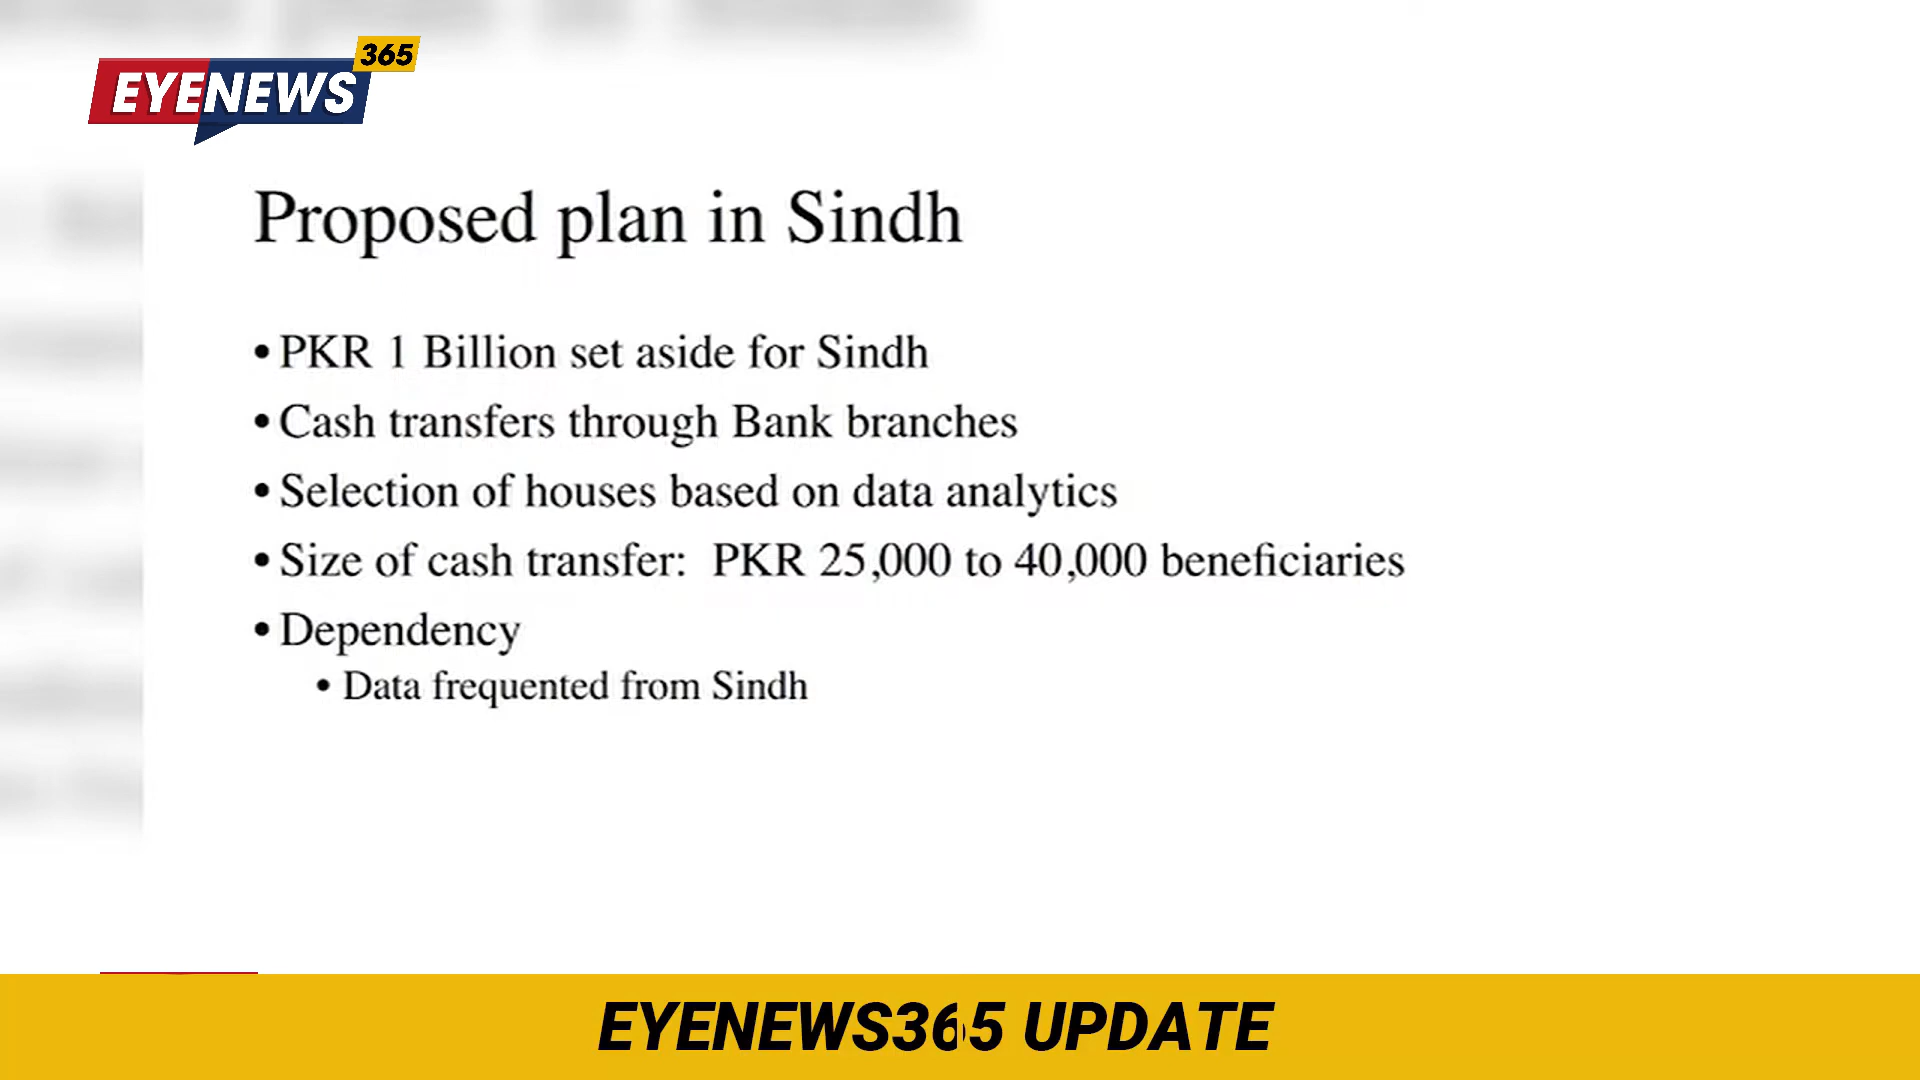 365
EYENEWS
Proposed plan in Sindh
• PKR 1 Billion set aside for Sindh
• Cash transfers through Bank branches
• Selection of houses based on data analytics
• Size of cash transfer: PKR 25,000 to 40,000 beneficiaries
• Dependency
• Data frequented from Sindh
EYENEWS365 UPDATE